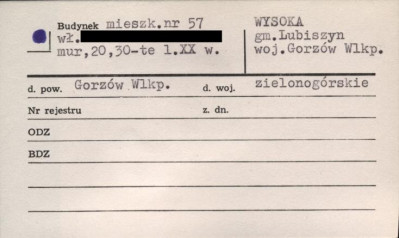 Budynek mieszk.nr 57
wł.
mur,20,30-te l.XX w.
WYSOKA
gm.Lubiszyn
woj.Gorzów Wlkp.
d. pow. Gorzów Wlkp. d. woj. zielonogórskie
Nr rejestru z. dn.
ODZ
BDZ